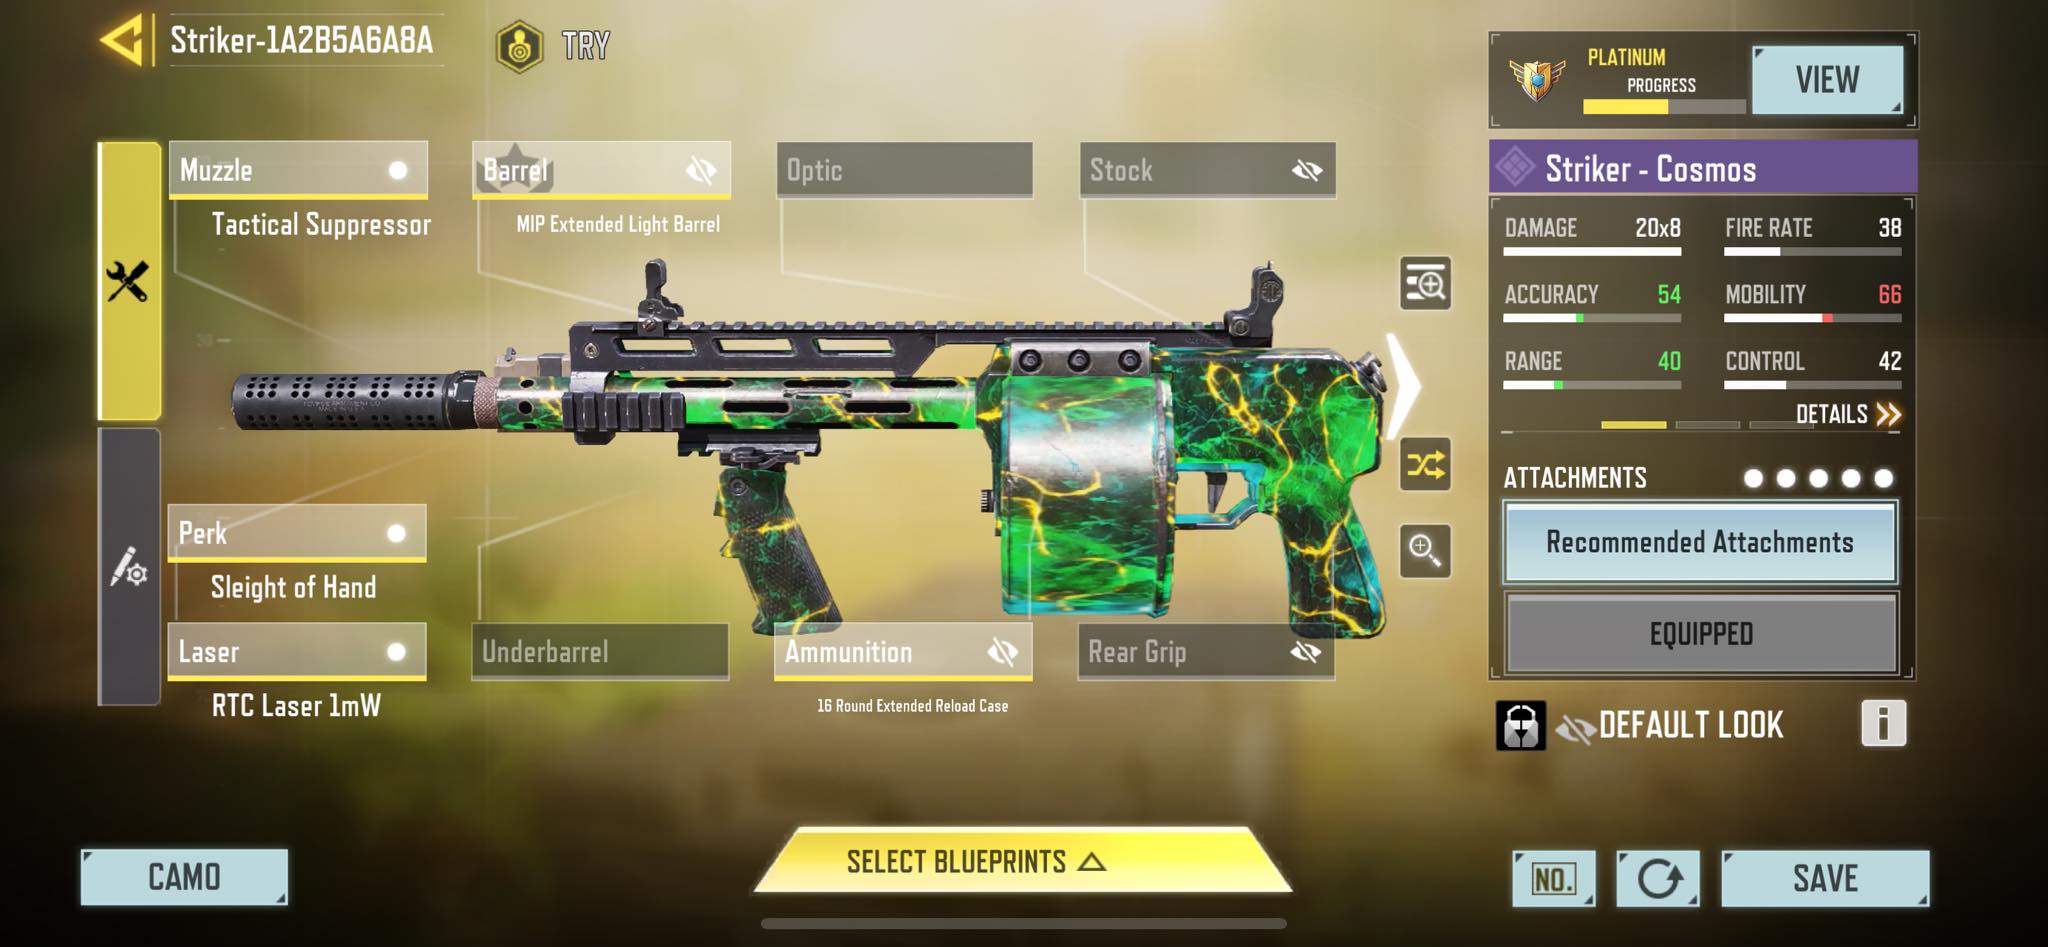 Striker-1A2B5A6A8A
TRY
PLATINUM
PROGRESS
VIEW
Muzzle
Tactical Suppressor
Barrel
MIP Extended Light Barrel
Optic
Stock
Striker - Cosmos
DAMAGE 20x8 FIRE RATE 38
ACCURACY 54 MOBILITY 66
RANGE 40 CONTROL 42
DETAILS
ATTACHMENTS
Recommended Attachments
EQUIPPED
Perk
Sleight of Hand
Laser
RTC Laser 1mW
Underbarrel
Ammunition
16 Round Extended Reload Case
Rear Grip
DEFAULT LOOK
i
CAMO
SELECT BLUEPRINTS
NO.
SAVE